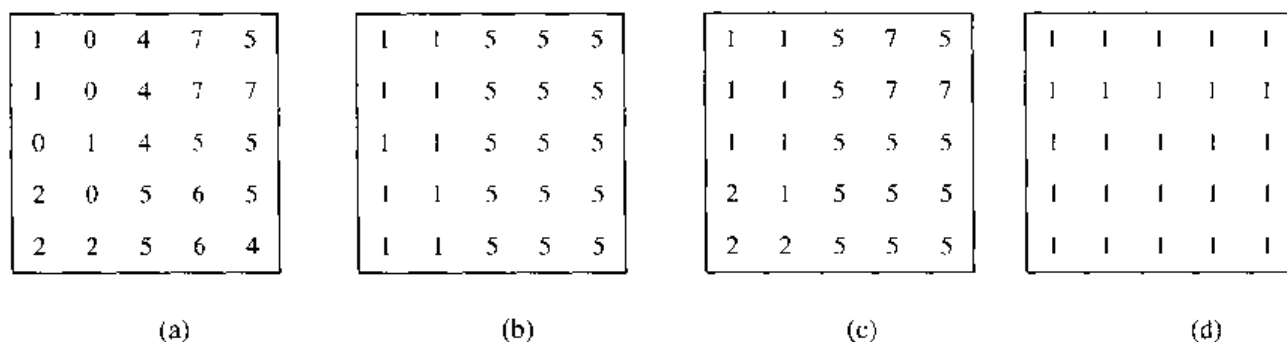 1 0 4 7 5
1 0 4 7 7
0 1 4 5 5
2 0 5 6 5
2 2 5 6 4
(a)
1 1 5 5 5
1 1 5 5 5
1 1 5 5 5
1 1 5 5 5
1 1 5 5 5
(b)
1 1 5 7 5
1 1 5 7 7
1 1 5 5 5
2 1 5 5 5
2 2 5 5 5
(c)
1 1 1 1 1
1 1 1 1 1
1 1 1 1 1
1 1 1 1 1
1 1 1 1 1
(d)